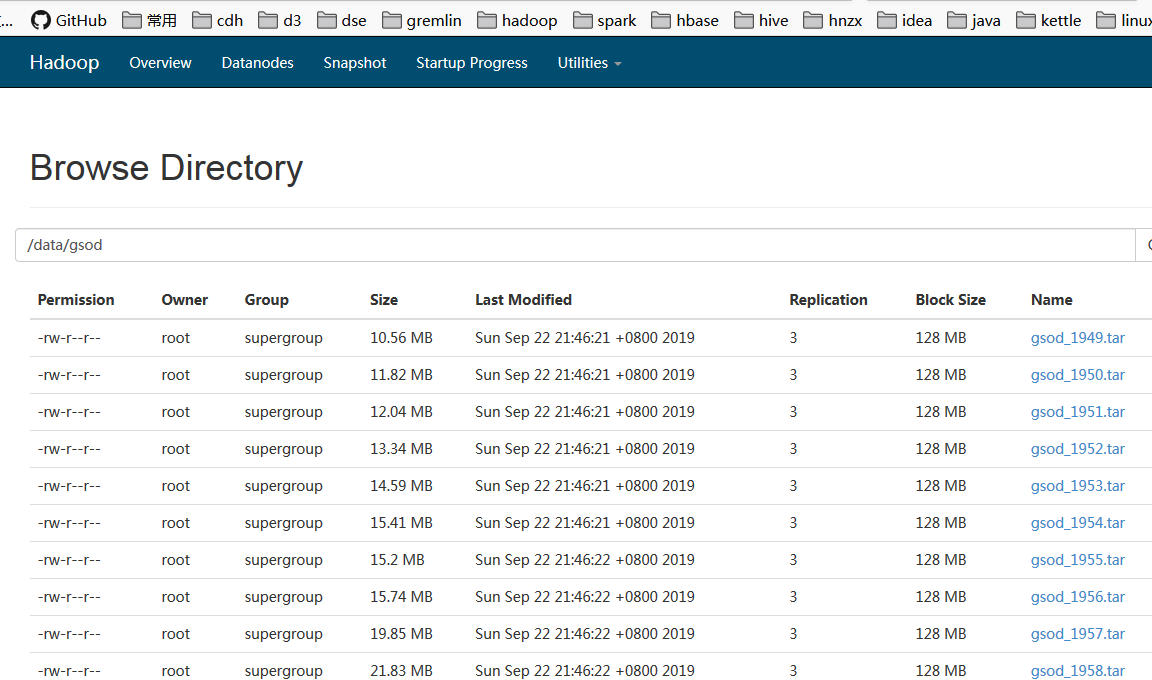 ... GitHub 常用 cdh d3 dse gremlin hadoop spark hbase hive hnzx idea java kettle linux
Hadoop Overview Datanodes Snapshot Startup Progress Utilities
Browse Directory
/data/gsod
Permission Owner Group Size Last Modified Replication Block Size Name
-rw-r--r-- root supergroup 10.56 MB Sun Sep 22 21:46:21 +0800 2019 3 128 MB gsod_1949.tar
-rw-r--r-- root supergroup 11.82 MB Sun Sep 22 21:46:21 +0800 2019 3 128 MB gsod_1950.tar
-rw-r--r-- root supergroup 12.04 MB Sun Sep 22 21:46:21 +0800 2019 3 128 MB gsod_1951.tar
-rw-r--r-- root supergroup 13.34 MB Sun Sep 22 21:46:21 +0800 2019 3 128 MB gsod_1952.tar
-rw-r--r-- root supergroup 14.59 MB Sun Sep 22 21:46:21 +0800 2019 3 128 MB gsod_1953.tar
-rw-r--r-- root supergroup 15.41 MB Sun Sep 22 21:46:21 +0800 2019 3 128 MB gsod_1954.tar
-rw-r--r-- root supergroup 15.2 MB Sun Sep 22 21:46:22 +0800 2019 3 128 MB gsod_1955.tar
-rw-r--r-- root supergroup 15.74 MB Sun Sep 22 21:46:22 +0800 2019 3 128 MB gsod_1956.tar
-rw-r--r-- root supergroup 19.85 MB Sun Sep 22 21:46:22 +0800 2019 3 128 MB gsod_1957.tar
-rw-r--r-- root supergroup 21.83 MB Sun Sep 22 21:46:22 +0800 2019 3 128 MB gsod_1958.tar